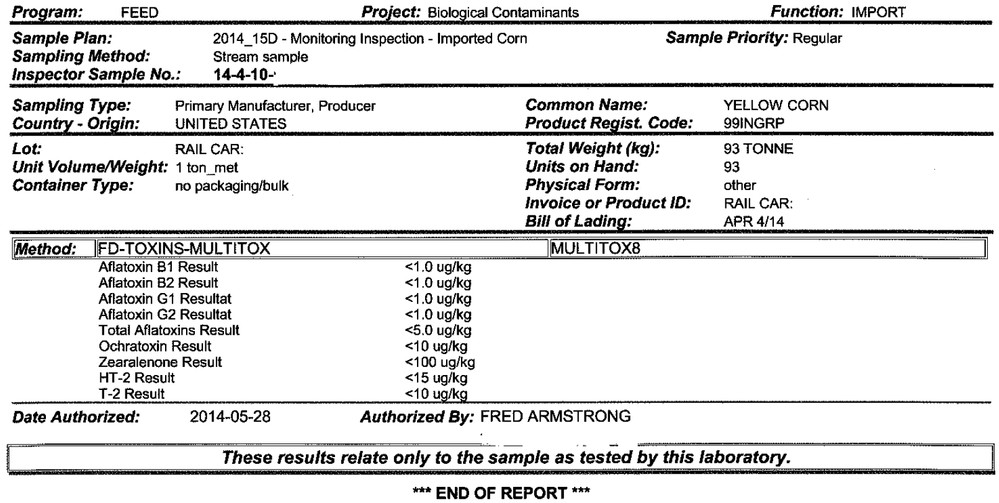 Program: FEED Project: Biological Contaminants Function: IMPORT
Sample Plan: 2014_15D - Monitoring Inspection - Imported Corn Sample Priority: Regular
Sampling Method: Stream sample
Inspector Sample No.: 14-4-10-
Sampling Type: Primary Manufacturer, Producer Common Name: YELLOW CORN
Country - Origin: UNITED STATES Product Regist. Code: 99INGRP
Lot: RAIL CAR: Total Weight (kg): 93 TONNE
Unit Volume/Weight: 1 ton_met Units on Hand: 93
Container Type: no packaging/bulk Physical Form: other
Invoice or Product ID: RAIL CAR:
Bill of Lading: APR 4/14
Method: FD-TOXINS-MULTITOX MULTITOX8
Aflatoxin B1 Result <1.0 ug/kg
Aflatoxin B2 Result <1.0 ug/kg
Aflatoxin G1 Resultat <1.0 ug/kg
Aflatoxin G2 Resultat <1.0 ug/kg
Total Aflatoxins Result <5.0 ug/kg
Ochratoxin Result <10 ug/kg
Zearalenone Result <100 ug/kg
HT-2 Result <15 ug/kg
T-2 Result <10 ug/kg
Date Authorized: 2014-05-28 Authorized By: FRED ARMSTRONG
These results relate only to the sample as tested by this laboratory.
*** END OF REPORT ***